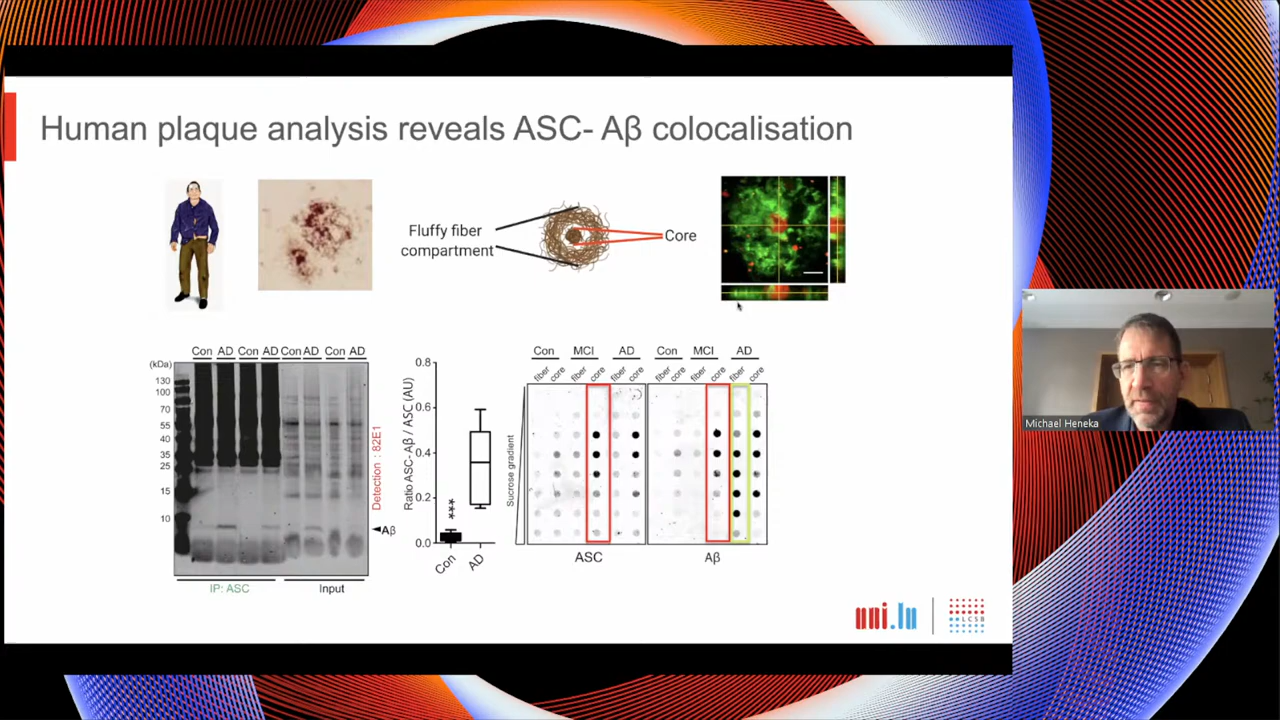 Human plaque analysis reveals ASC- Aβ colocalisation
Fluffy fiber
compartment
Core
Michael Heneka
Con AD Con AD Con AD Con AD
(kDa)
130
100
70
55
40
35
25
15
10
Detection : 82E1
Aβ
IP: ASC
Input
Ratio ASC- Aβ / ASC (AU)
0.8
0.6
0.4
0.2
0.0
***
Con
AD
Sucrose gradient
Con MCI AD Con MCI AD
fiber core fiber core fiber core fiber core fiber core fiber core
ASC
Aβ
uni.lu
LCSB